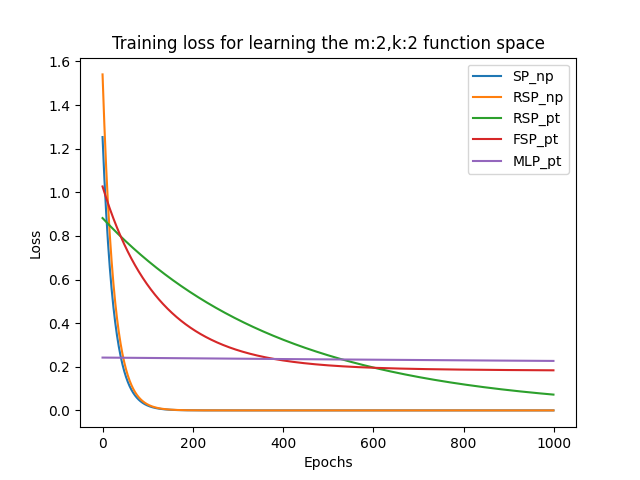 Training loss for learning the m:2,k:2 function space
SP_np
RSP_np
RSP_pt
FSP_pt
MLP_pt
Loss
1.6
1.4
1.2
1.0
0.8
0.6
0.4
0.2
0.0
0 200 400 600 800 1000
Epochs